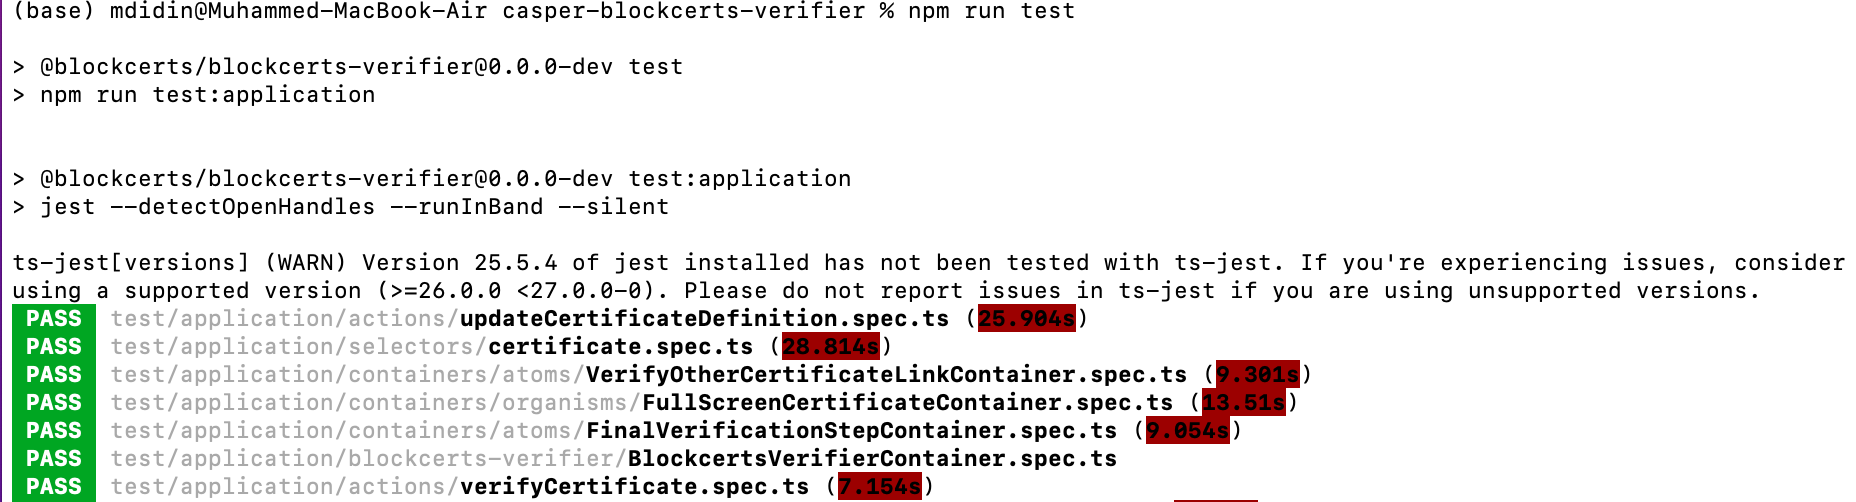 (base) mdidin@Muhammed-MacBook-Air casper-blockcerts-verifier % npm run test
> @blockcerts/blockcerts-verifier@0.0.0-dev test
> npm run test:application
> @blockcerts/blockcerts-verifier@0.0.0-dev test:application
> jest --detectOpenHandles --runInBand --silent
ts-jest[versions] (WARN) Version 25.5.4 of jest installed has not been tested with ts-jest. If you're experiencing issues, consider
using a supported version (>=26.0.0 <27.0.0-0). Please do not report issues in ts-jest if you are using unsupported versions.
PASS test/application/actions/updateCertificateDefinition.spec.ts (25.904s)
PASS test/application/selectors/certificate.spec.ts (28.814s)
PASS test/application/containers/atoms/VerifyOtherCertificateLinkContainer.spec.ts (9.301s)
PASS test/application/containers/organisms/FullScreenCertificateContainer.spec.ts (13.51s)
PASS test/application/containers/atoms/FinalVerificationStepContainer.spec.ts (9.054s)
PASS test/application/blockcerts-verifier/BlockcertsVerifierContainer.spec.ts
PASS test/application/actions/verifyCertificate.spec.ts (7.154s)